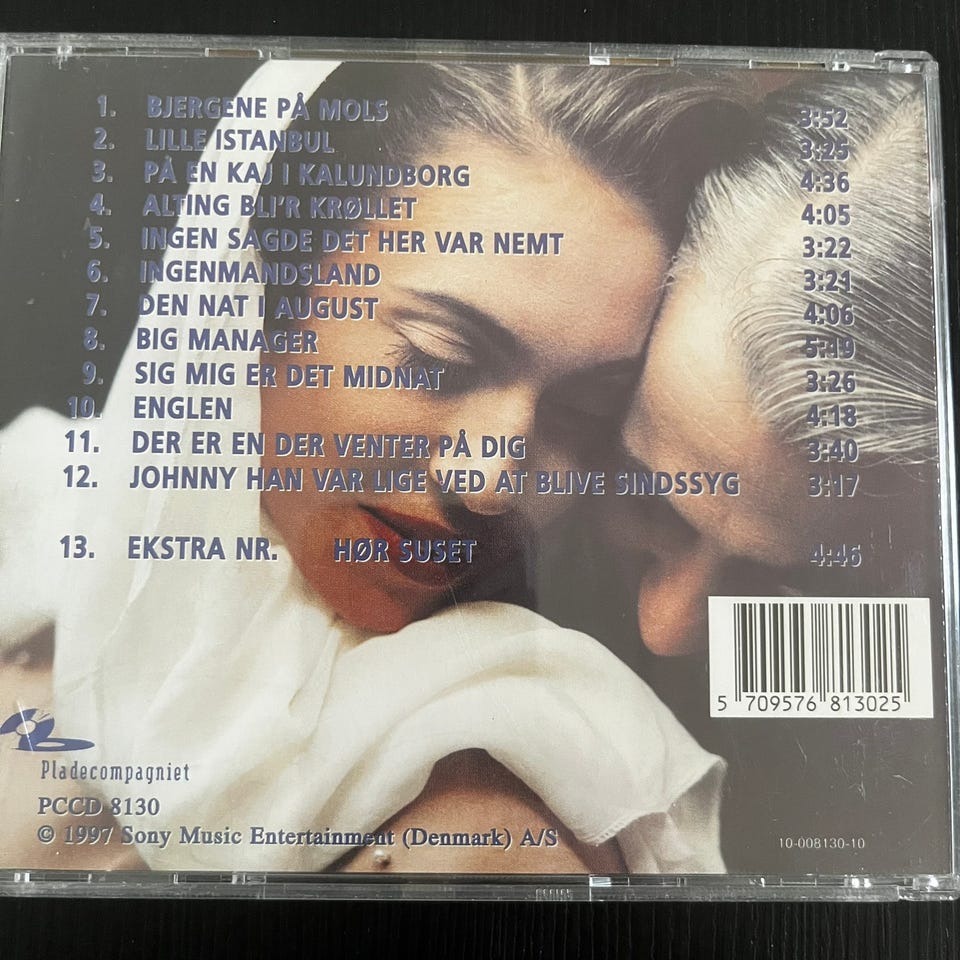 1. BJERGENE PÅ MOLS 3:52
2. LILLE ISTANBUL 3:25
3. PÅ EN KAJ I KALUNDBORG 4:36
4. ALTING BLI'R KRØLLET 4:05
5. INGEN SAGDE DET HER VAR NEMT 3:22
6. INGENMANDSLAND 3:21
7. DEN NAT I AUGUST 4:06
8. BIG MANAGER 5:19
9. SIG MIG ER DET MIDNAT 3:26
10. ENGLEN 4:18
11. DER ER EN DER VENTER PÅ DIG 3:40
12. JOHNNY HAN VAR LIGE VED AT BLIVE SINDSSYG 3:17
13. EKSTRA NR. HØR SUSET 4:46
5 709576 813025
Pladecompagniet
PCCD 8130
© 1997 Sony Music Entertainment (Denmark) A/S
10-008130-10